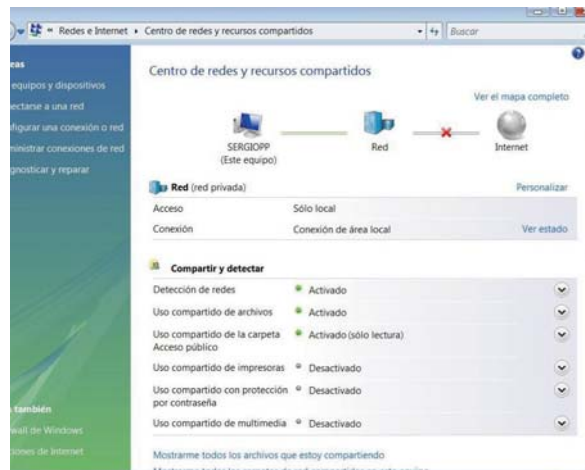 Redes e Internet ▸ Centro de redes y recursos compartidos
Buscar
eas
equipos y dispositivos
ectarse a una red
figurar una conexión o red
ministrar conexiones de red
gnosticar y reparar
Centro de redes y recursos compartidos
Ver el mapa completo
SERGIOPP
(Este equipo)
Red
Internet
Red (red privada)
Personalizar
Acceso
Sólo local
Conexión
Conexión de área local
Ver estado
Compartir y detectar
Detección de redes
Activado
Uso compartido de archivos
Activado
Uso compartido de la carpeta
Acceso público
Activado (sólo lectura)
Uso compartido de impresoras
Desactivado
Uso compartido con protección
por contraseña
Desactivado
Uso compartido de multimedia
Desactivado
también
wall de Windows
ciones de Internet
Mostrarme todos los archivos que estoy compartiendo